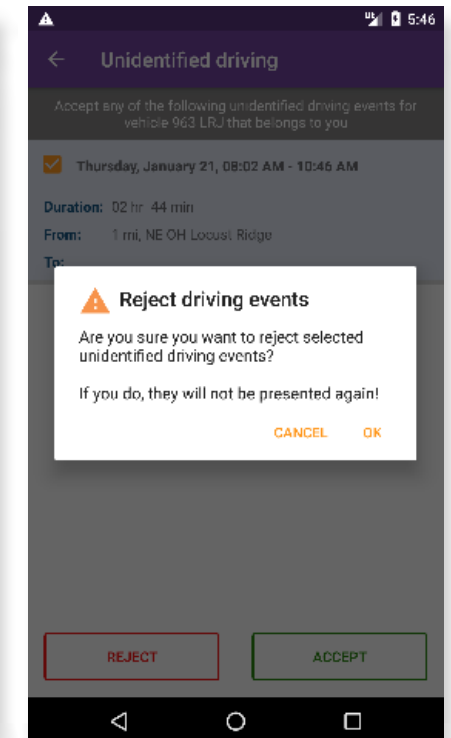 5:46
Unidentified driving
Accept any of the following unidentified driving events for
vehicle 963 LRJ that belongs to you
Thursday, January 21, 08:02 AM - 10:46 AM
Duration: 02 hr 44 min
From: 1 mi, NE OH Locust Ridge
To:
Reject driving events
Are you sure you want to reject selected
unidentified driving events?
If you do, they will not be presented again!
CANCEL OK
REJECT ACCEPT